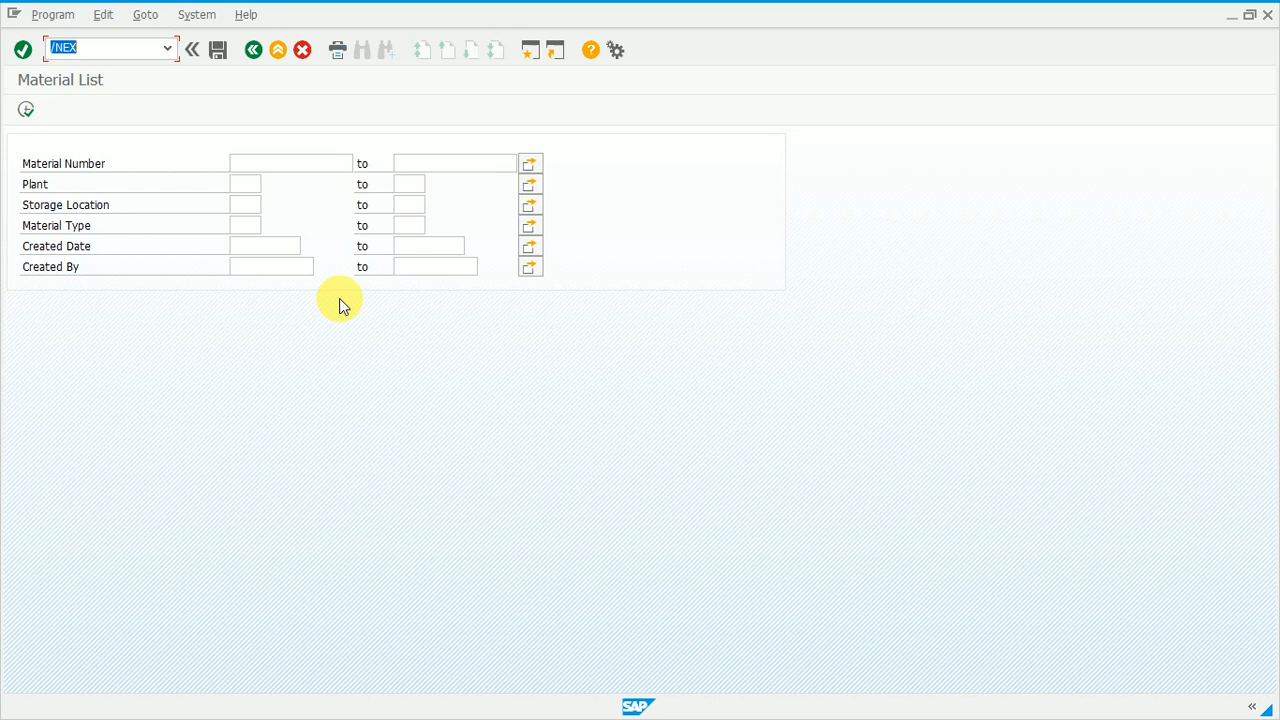 Program Edit Goto System Help
/NEX
Material List
Material Number to
Plant to
Storage Location to
Material Type to
Created Date to
Created By to
SAP